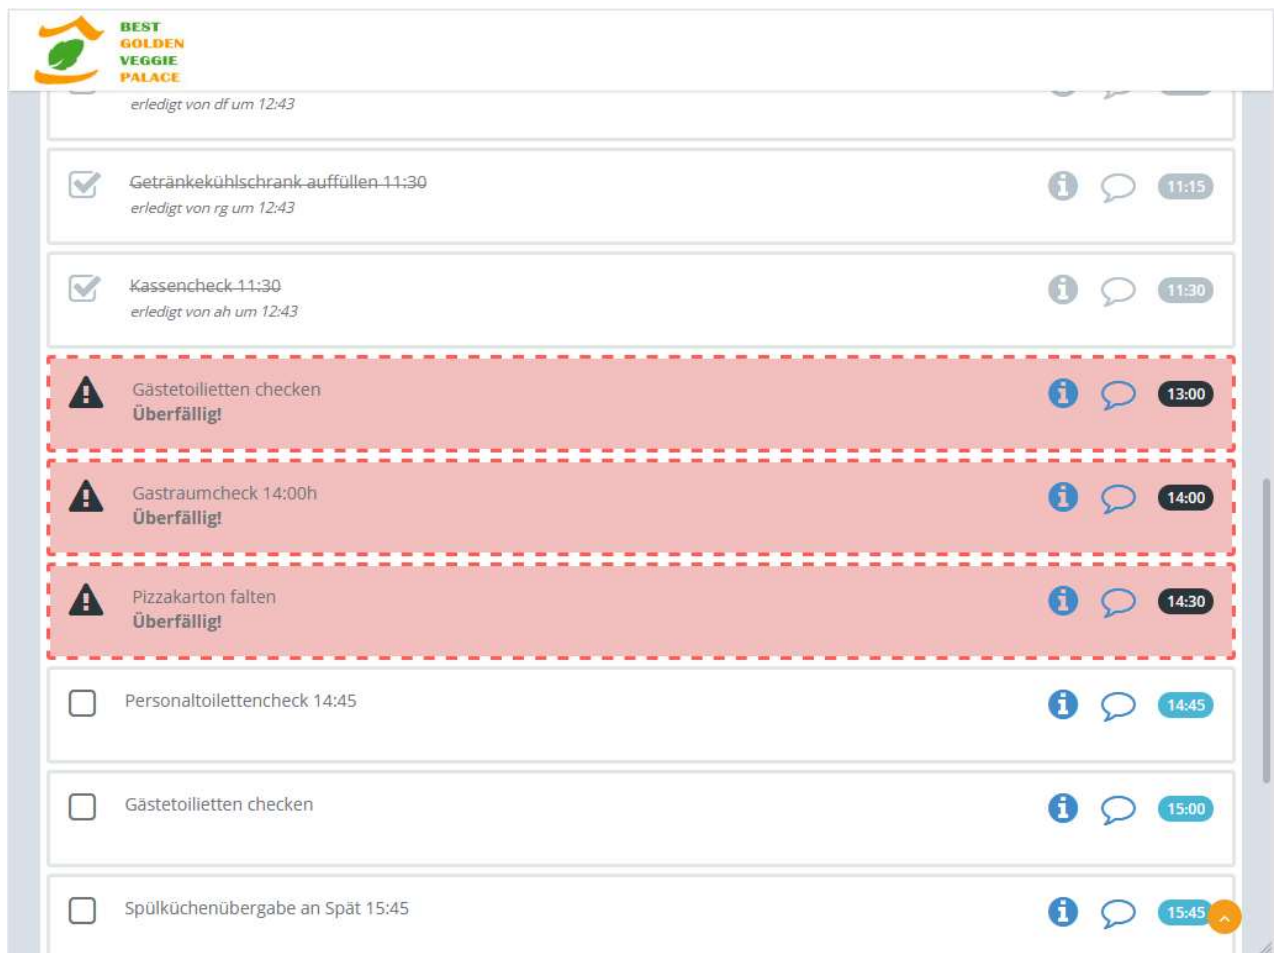 BEST
GOLDEN
VEGGIE
PALACE
erledigt von df um 12:43
Getränkekühlschrank auffüllen 11:30
11:15
erledigt von rg um 12:43
Kassencheck 11:30
11:30
erledigt von ah um 12:43
Gästetoilietten checken
13:00
Überfällig!
Gastraumcheck 14:00h
14:00
Überfällig!
Pizzakarton falten
14:30
Überfällig!
Personaltoilettencheck 14:45
14:45
Gästetoilietten checken
15:00
Spülküchenübergabe an Spät 15:45
15:45